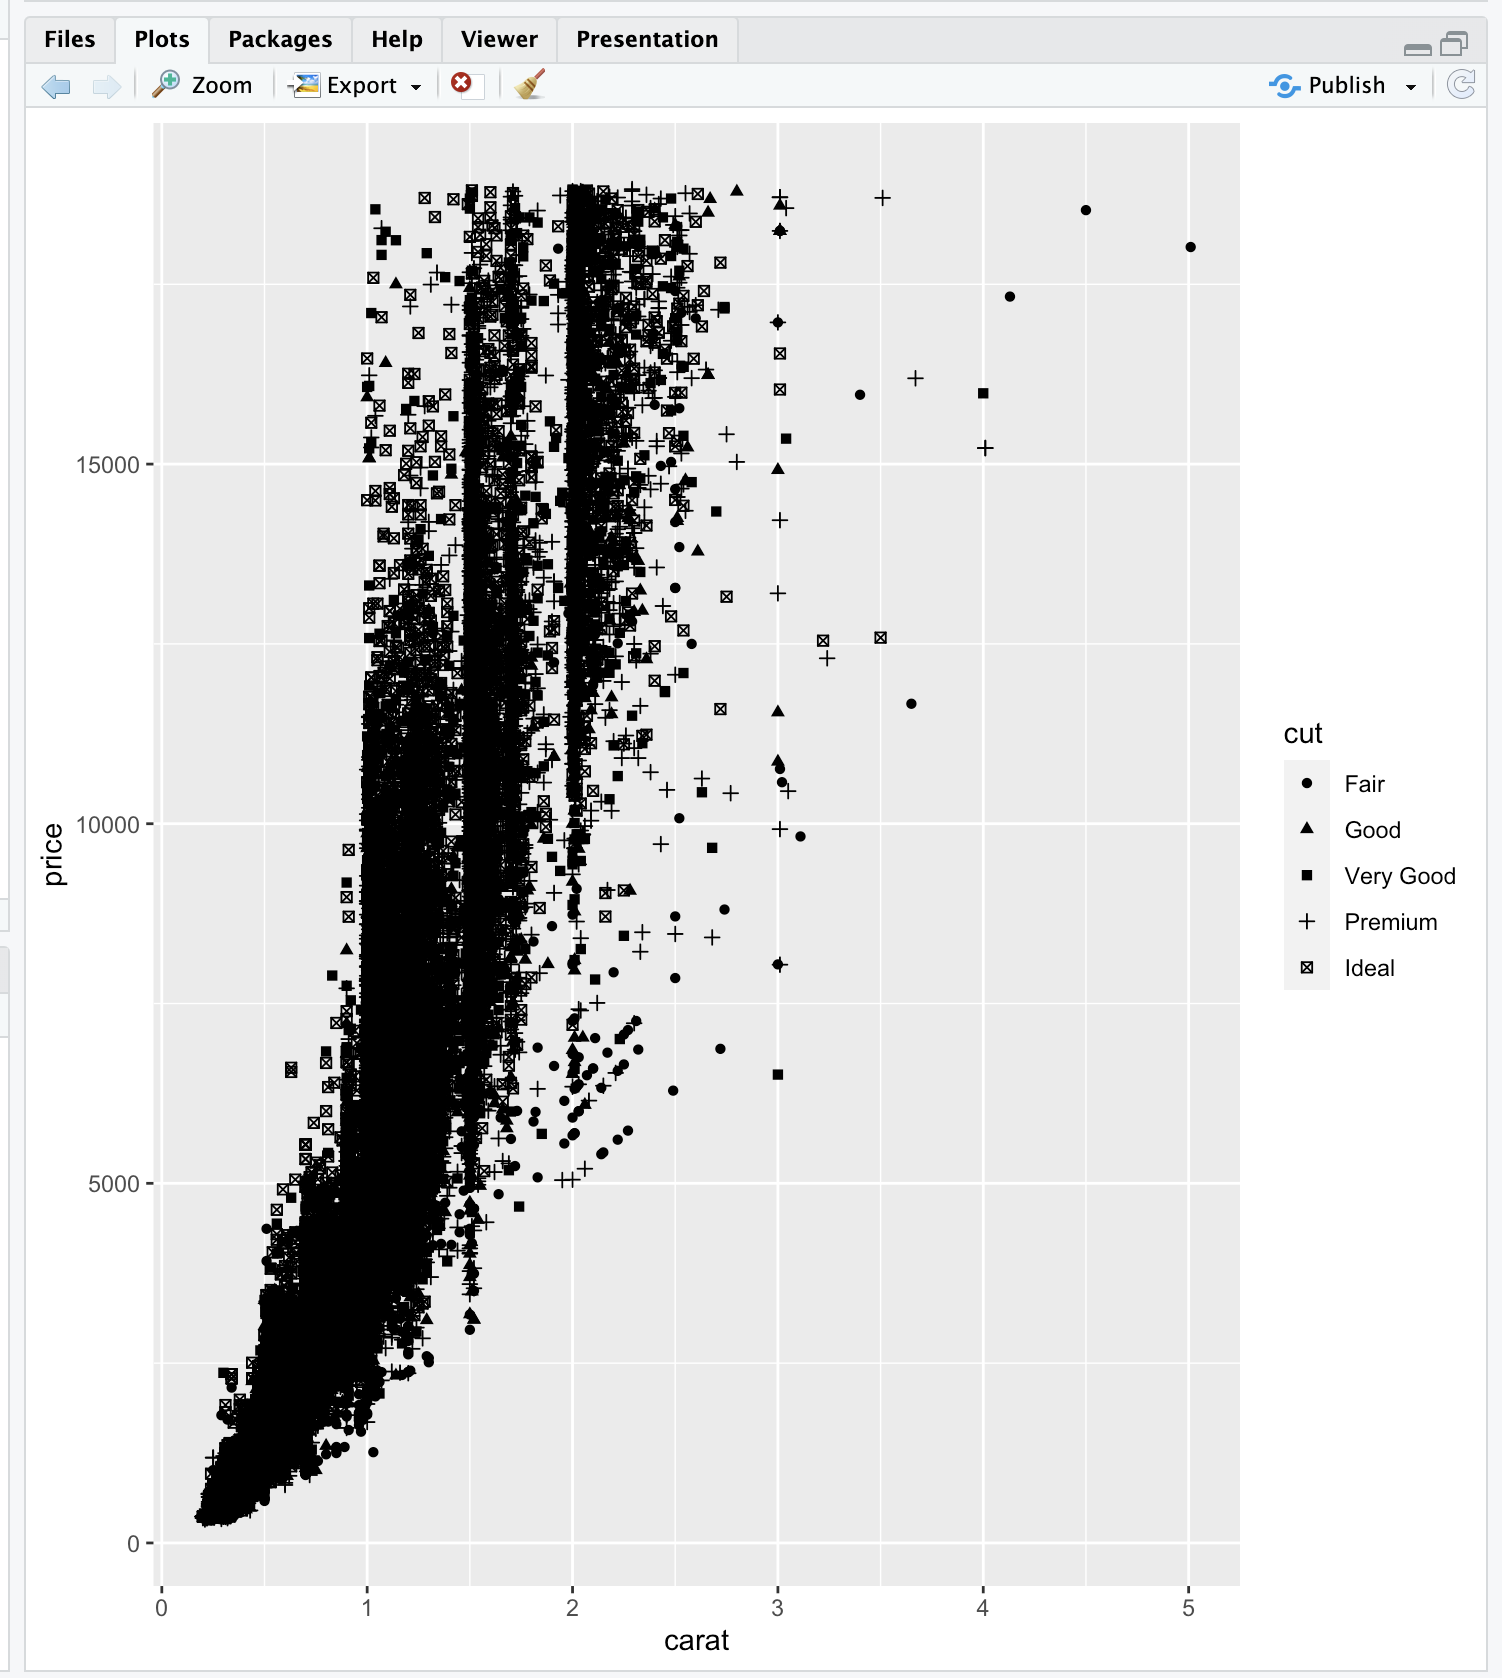 Files Plots Packages Help Viewer Presentation
Zoom Export Publish
15000
10000
5000
0
price
0 1 2 3 4 5
carat
cut
Fair
Good
Very Good
Premium
Ideal